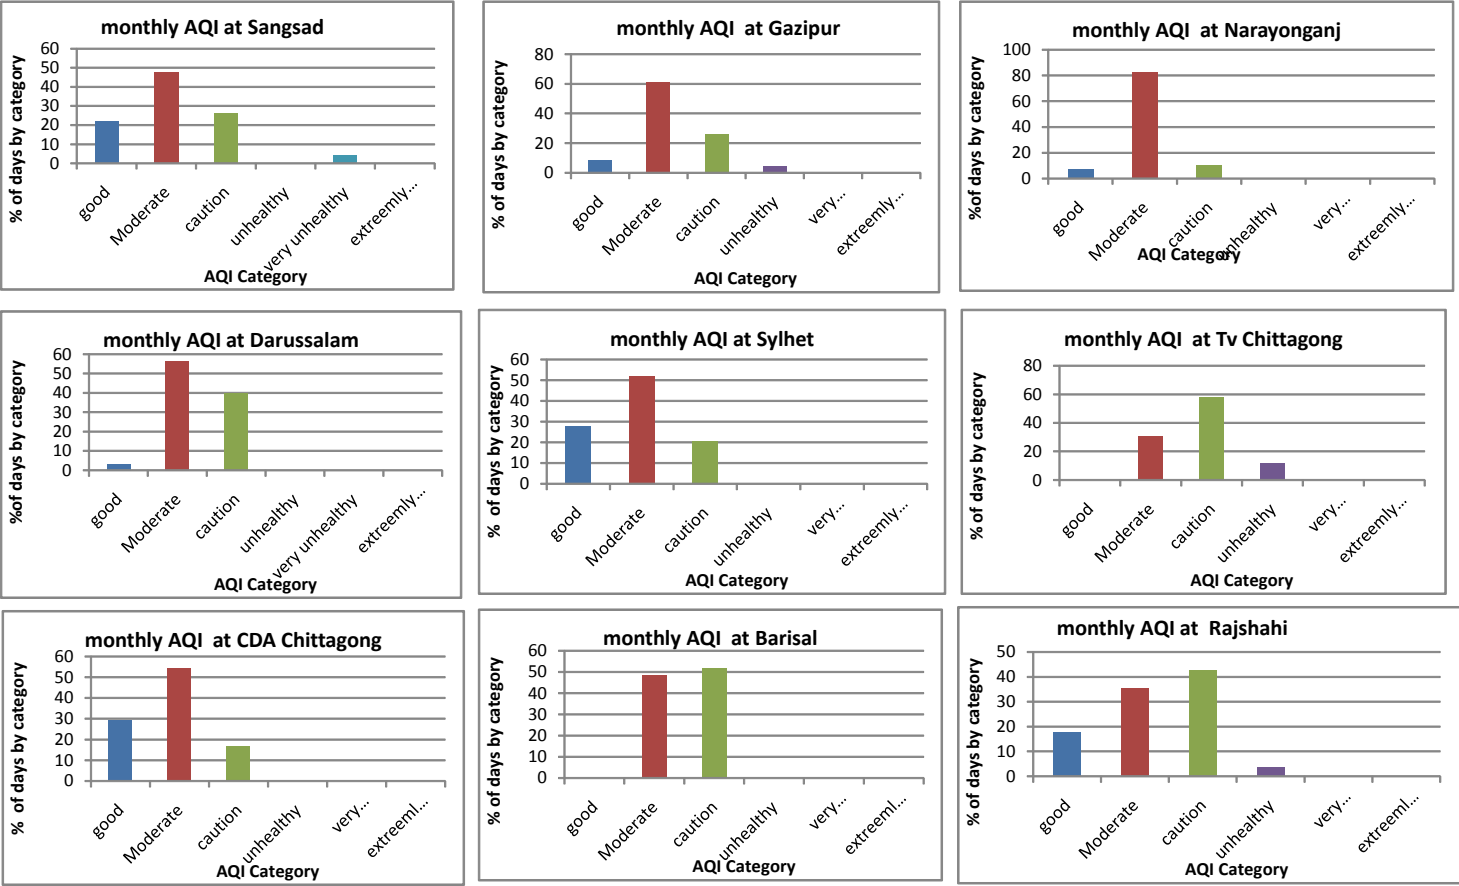 monthly AQI at Sangsad
% of days by category
60
50
40
30
20
10
0
good
Moderate
caution
unhealthy
very unhealthy
extreemly...
AQI Category
monthly AQI at Gazipur
% of days by category
80
60
40
20
0
good
Moderate
caution
unhealthy
very...
extreemly...
AQI Category
monthly AQI at Narayonganj
%of days by category
100
80
60
40
20
0
good
Moderate
caution
unhealthy
very...
extreemly...
AQI Category
monthly AQI at Darussalam
%of days by category
60
50
40
30
20
10
0
good
Moderate
caution
unhealthy
very unhealthy
extreemly...
AQI Category
monthly AQI at Sylhet
% of days by category
60
50
40
30
20
10
0
good
Moderate
caution
unhealthy
very...
extreemly...
AQI Category
monthly AQI at Tv Chittagong
% of days by category
80
60
40
20
0
good
Moderate
caution
unhealthy
very...
extreemly...
AQI Category
monthly AQI at CDA Chittagong
% of days by category
60
50
40
30
20
10
0
good
Moderate
caution
unhealthy
very...
extreeml...
AQI Category
monthly AQI at Barisal
% of days by category
60
50
40
30
20
10
0
good
Moderate
caution
unhealthy
very...
extreeml...
AQI Category
monthly AQI at Rajshahi
% of days by category
50
40
30
20
10
0
good
Moderate
caution
unhealthy
very...
extreeml...
AQI Category